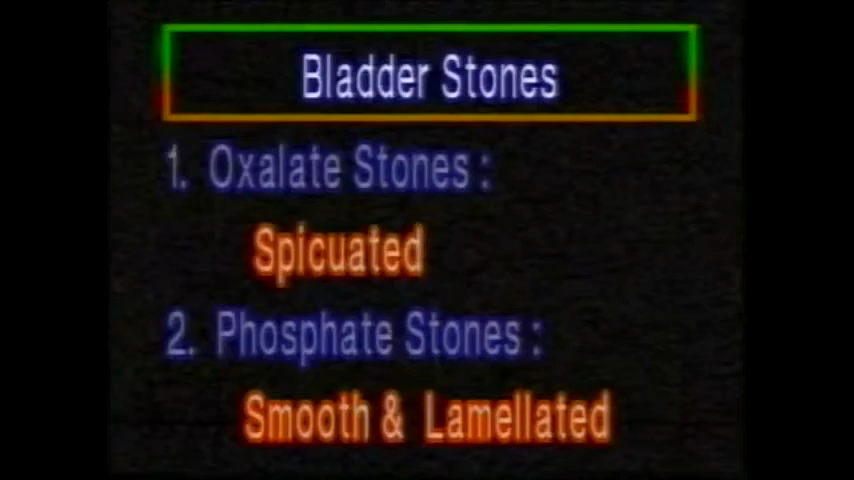 Bladder Stones
1. Oxalate Stones :
Spicuated
2. Phosphate Stones :
Smooth & Lamellated